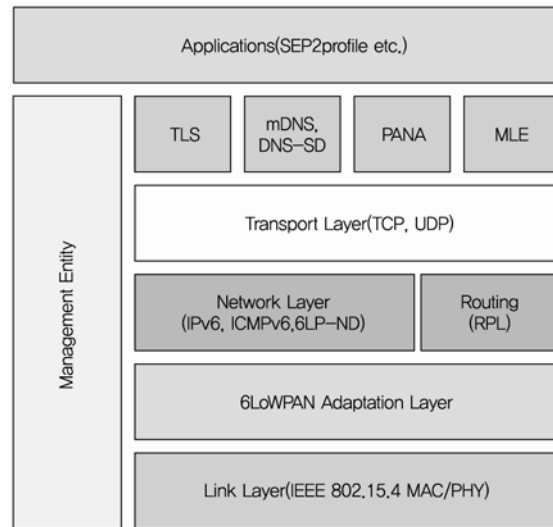 Applications(SEP2profile etc.)
TLS
mDNS,
DNS-SD
PANA
MLE
Transport Layer(TCP, UDP)
Network Layer
(IPv6, ICMPv6,6LP-ND)
Routing
(RPL)
6LoWPAN Adaptation Layer
Link Layer(IEEE 802.15.4 MAC/PHY)
Management Entity